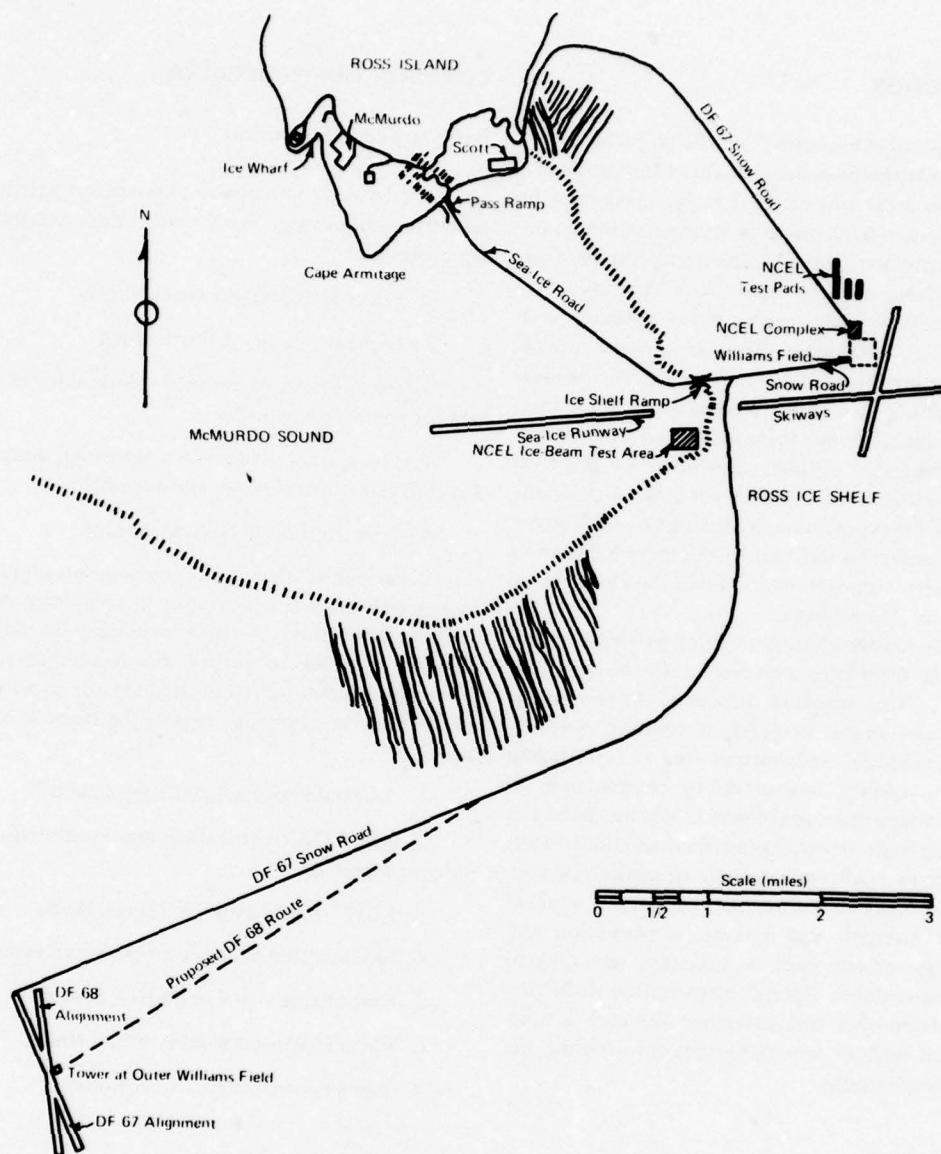 ROSS ISLAND
McMurdo
Ice Wharf
Scott
Pass Ramp
DF-67 Snow Road
N
Cape Armitage
Sea-Ice Road
NCEL
Test Pads
NCEL Complex
Williams Field
Snow Road
Ice Shelf Ramp
Skiways
Sea-Ice Runway
McMURDO SOUND
NCEL Ice-Beam Test Area
ROSS ICE SHELF
DF-67 Snow Road
Proposed DF-68 Route
Scale (miles)
0 1/2 1 2 3
DF 68
Alignment
Tower at Outer Williams Field
DF 67 Alignment